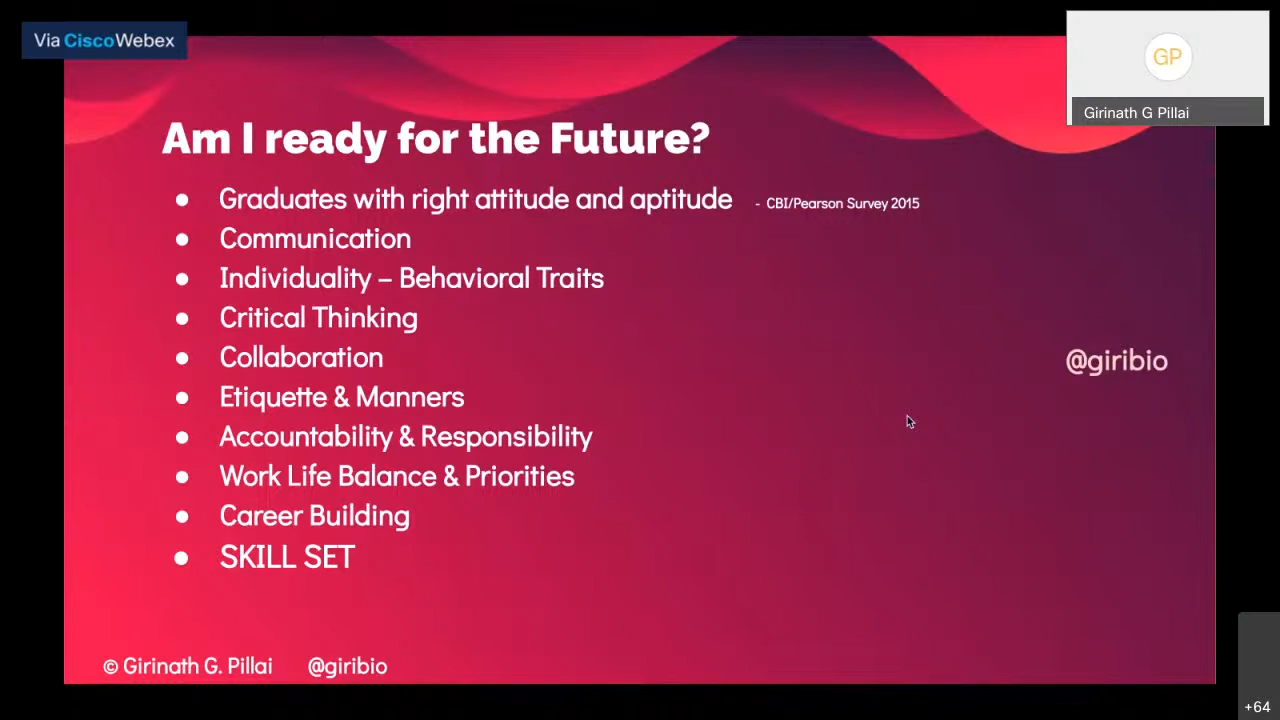 Via CiscoWebex
GP
Girinath G Pillai
Am I ready for the Future?
● Graduates with right attitude and aptitude - CBI/Pearson Survey 2015
● Communication
● Individuality – Behavioral Traits
● Critical Thinking
● Collaboration
● Etiquette & Manners
● Accountability & Responsibility
● Work Life Balance & Priorities
● Career Building
● SKILL SET
@giribio
© Girinath G. Pillai @giribio
+64